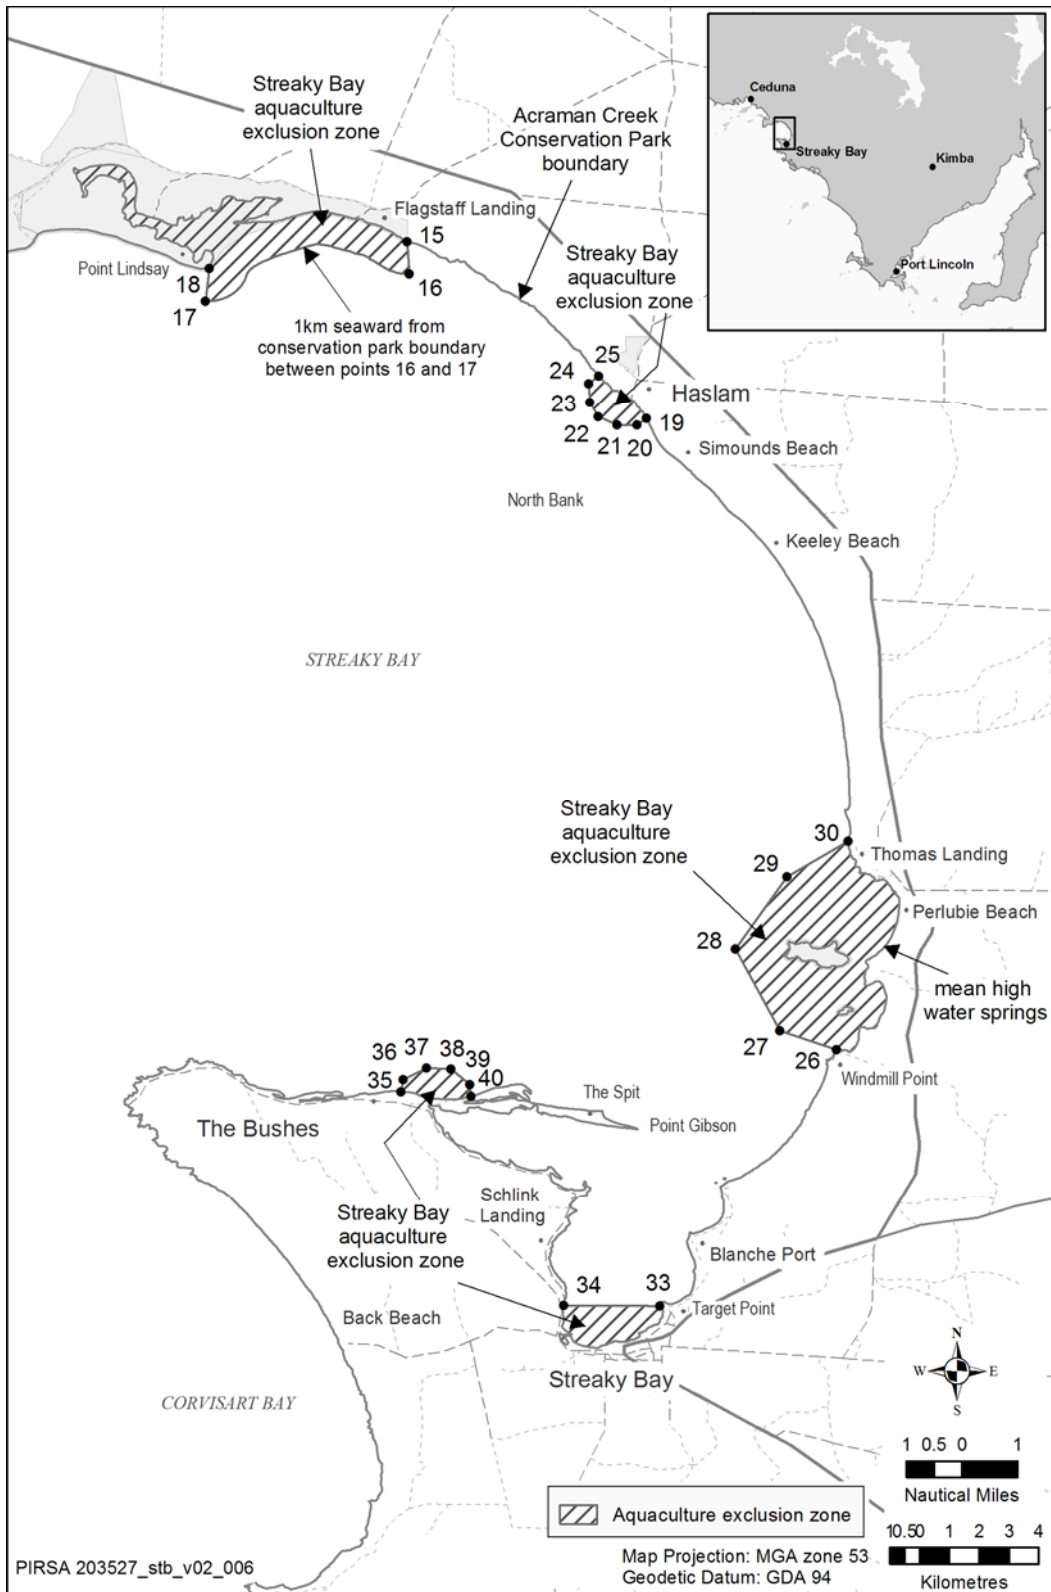 Streaky Bay
aquaculture
exclusion zone
Acraman Creek
Conservation Park
boundary
Ceduna
Streaky Bay
Kimba
Port Lincoln
Flagstaff Landing
15
Point Lindsay
18
16
17
1km seaward from
conservation park boundary
between points 16 and 17
Streaky Bay
aquaculture
exclusion zone
25
24
Haslam
23
19
22
21
20
Simounds Beach
North Bank
Keeley Beach
STREAKY BAY
Streaky Bay
aquaculture
exclusion zone
30
Thomas Landing
29
Perlubie Beach
28
mean high
water springs
27
26
Windmill Point
36
37
38
39
35
40
The Spit
The Bushes
Point Gibson
Schlink
Landing
Streaky Bay
aquaculture
exclusion zone
Blanche Port
34
33
Back Beach
Target Point
Streaky Bay
CORVISART BAY
N
W
E
S
1 0.5 0 1
Nautical Miles
Aquaculture exclusion zone
10.50 1 2 3 4
Kilometres
Map Projection: MGA zone 53
Geodetic Datum: GDA 94
PIRSA 203527_stb_v02_006